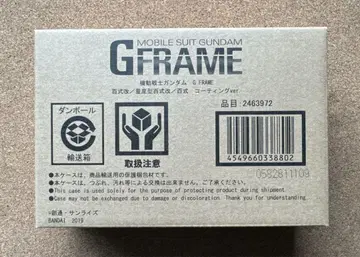 MOBILE SUIT GUNDAM
GFRAME
機動戦士ガンダム G FRAME
百式改/量産型百式改/百式 コーティングver.
品目:2463972
ダンボール
輸送箱
取扱注意
4549660338802
●本ケースは、商品輸送用の保護梱包材です。
●本ケースは、つぶれ、汚れ等による交換は出来ません。ご了承ください。
●This case is used solely for the purpose of protecting product during shipment.
●Case may not be exchanged due to damage or discoloration. Thank you for understanding.
©創通・サンライズ
BANDAI 2019